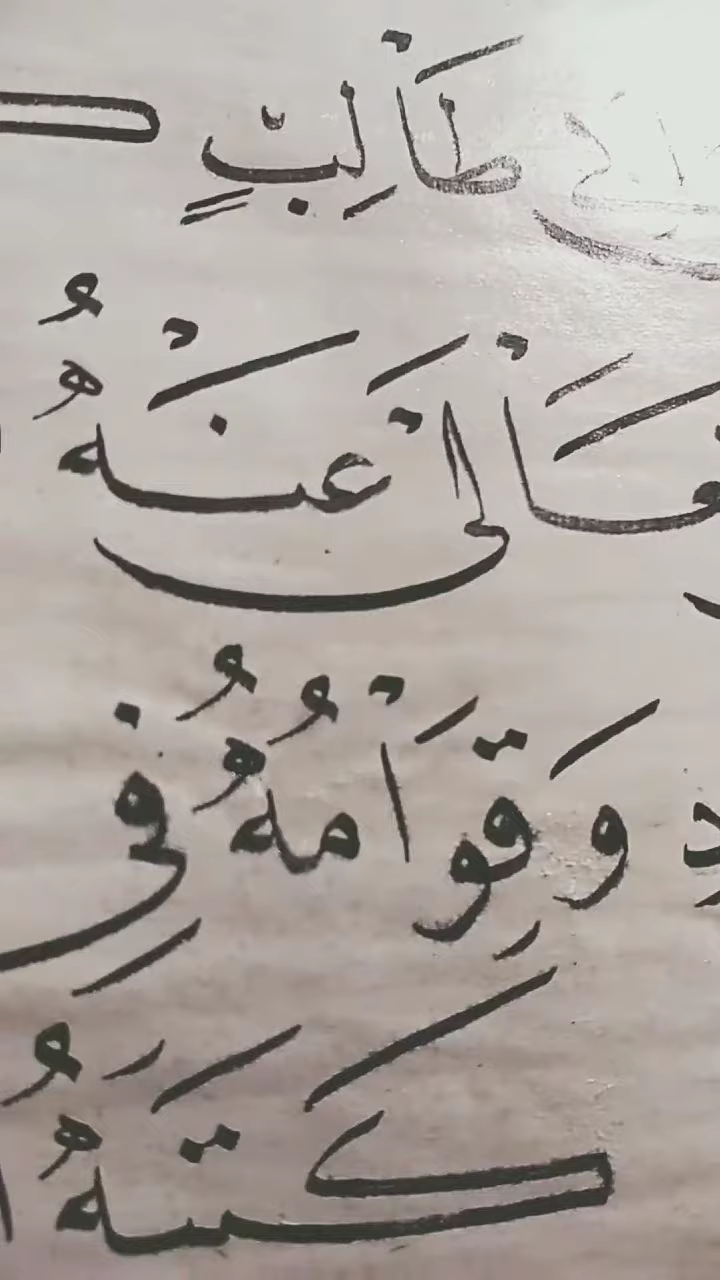 طَالِبٍ
عَالَى عَنْهُ
وَقِوَامُهُ فِي
كَتَبَهُ